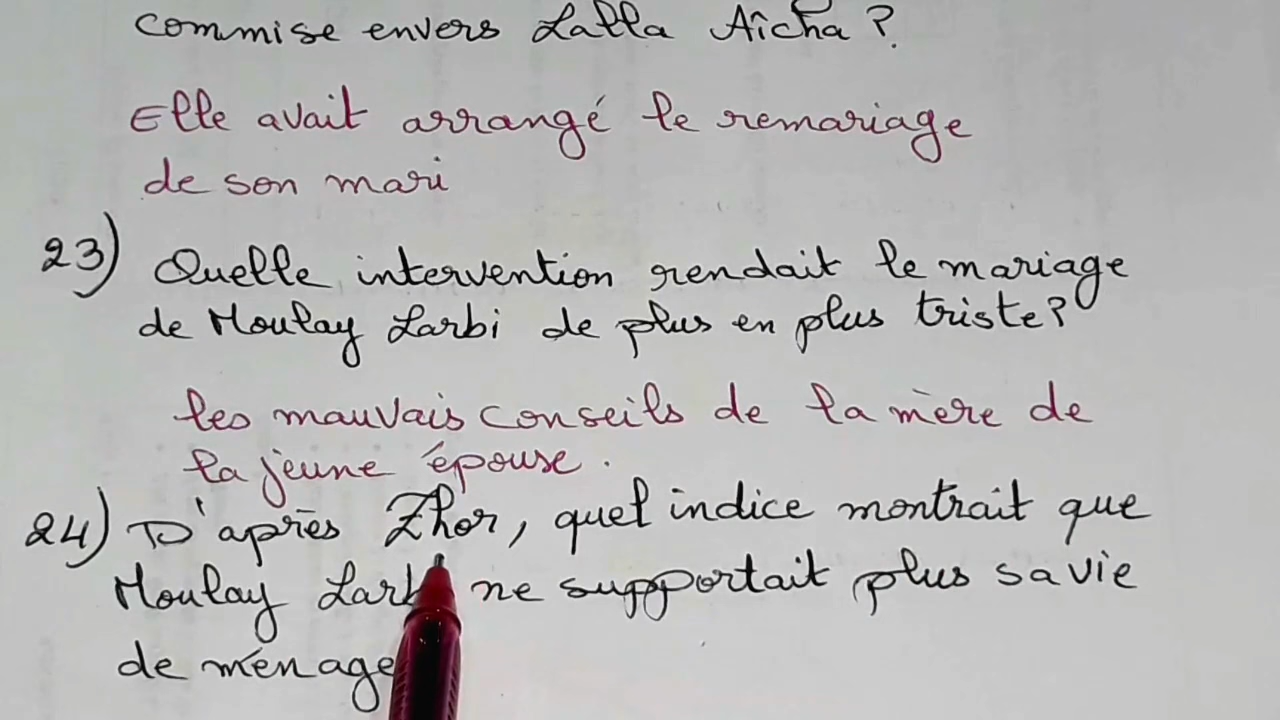 commise envers Lalla Aîcha ?
Elle avait arrangé le remariage
de son mari
23) Quelle intervention rendait le mariage
de Moulay Larbi de plus en plus triste ?
les mauvais conseils de la mère de
la jeune épouse.
24) D'après Zhor, quel indice montrait que
Moulay Larbi ne supportait plus sa vie
de ménage